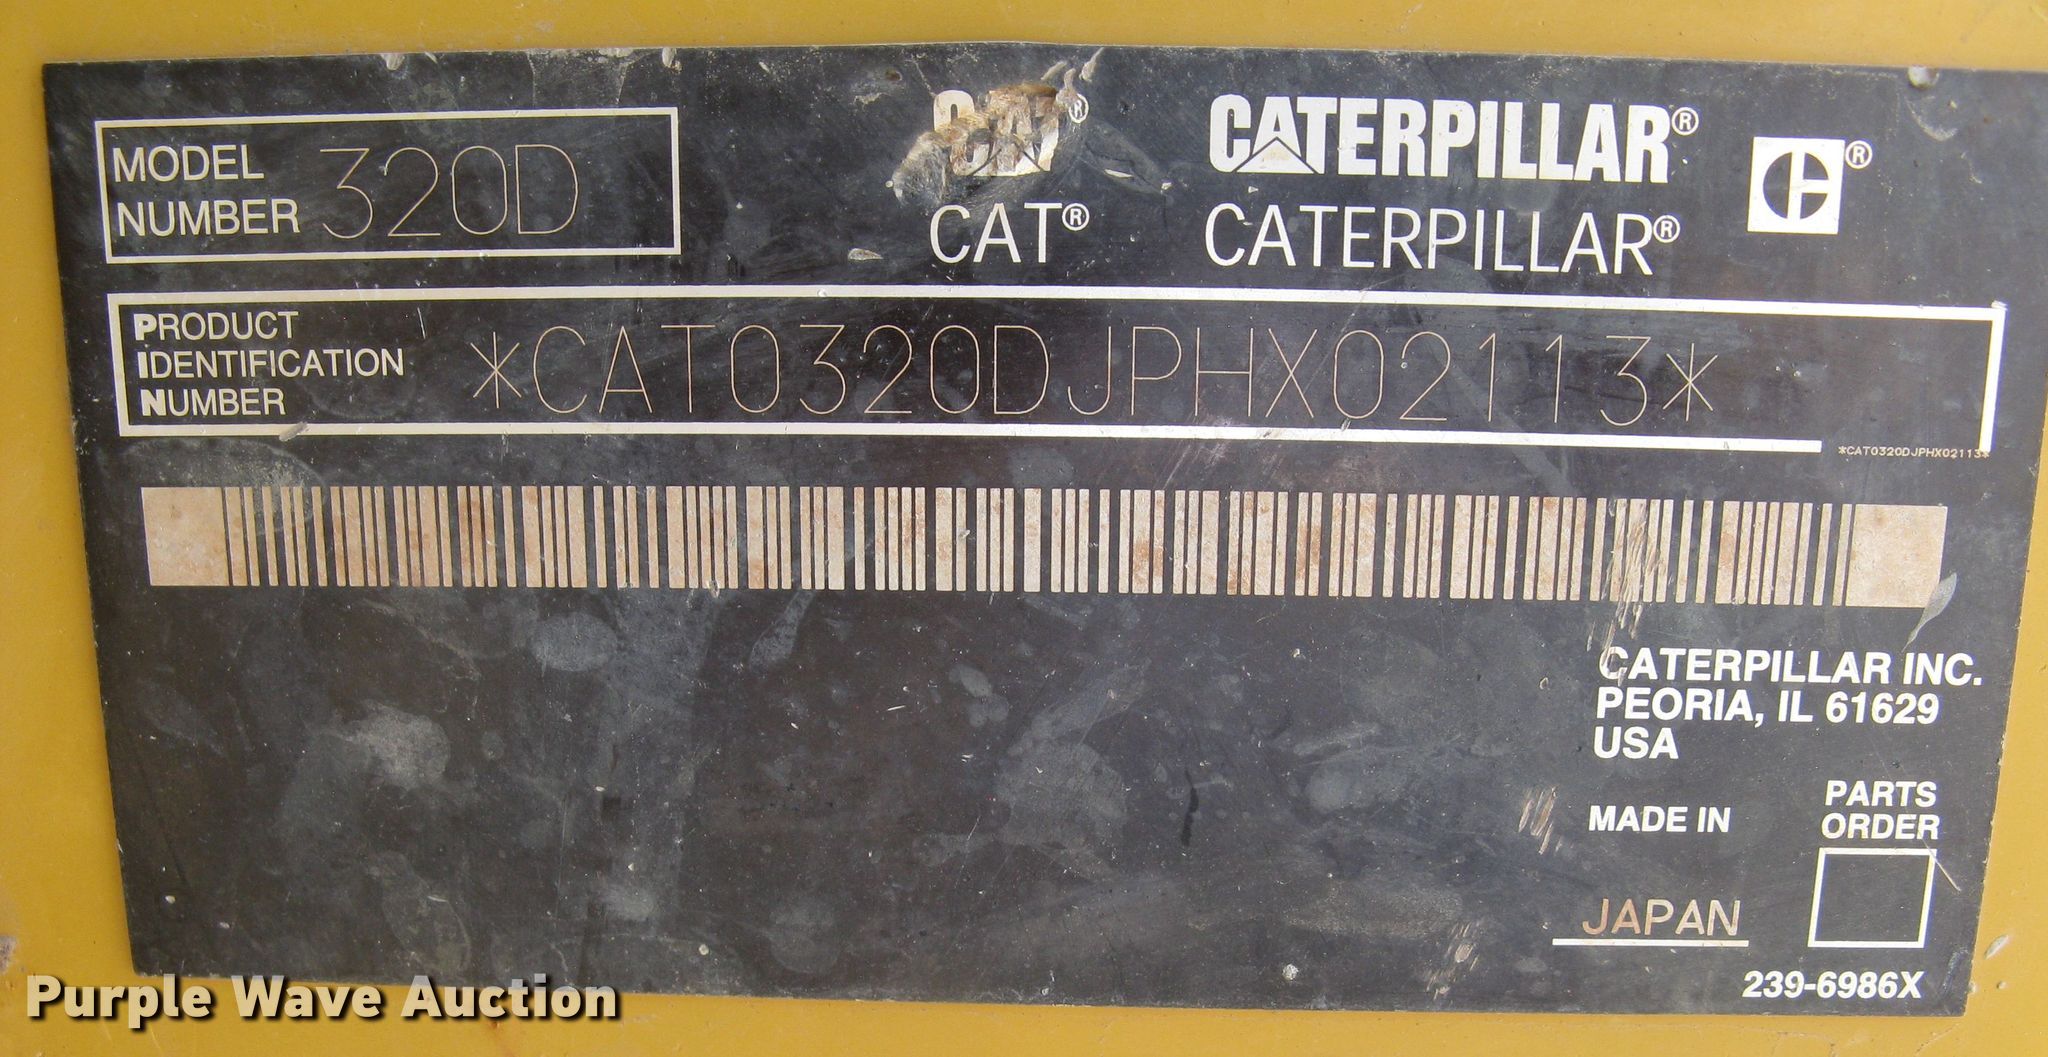 MODEL
NUMBER 320D
CAT® CATERPILLAR® ®
CAT® CATERPILLAR®
PRODUCT
IDENTIFICATION
NUMBER
*CAT0320DJPHX02113*
*CAT0320DJPHX02113*
CATERPILLAR INC.
PEORIA, IL 61629
USA
MADE IN
JAPAN
PARTS
ORDER
239-6986X
Purple Wave Auction